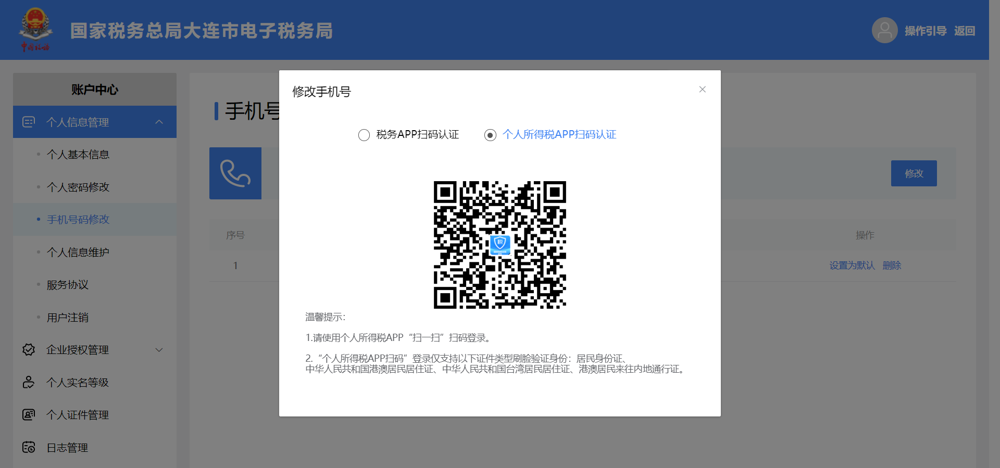 国家税务总局大连市电子税务局
操作引导 返回
账户中心
个人信息管理
个人基本信息
个人密码修改
手机号码修改
个人信息维护
服务协议
用户注销
企业授权管理
个人实名等级
个人证件管理
日志管理
手机号
修改
序号
操作
1
设置为默认 删除
修改手机号
税务APP扫码认证
个人所得税APP扫码认证
税
温馨提示：
1.请使用个人所得税APP“扫一扫”扫码登录。
2.“个人所得税APP扫码”登录仅支持以下证件类型刷脸验证身份：居民身份证、
中华人民共和国港澳居民居住证、中华人民共和国台湾居民居住证、港澳居民来往内地通行证。